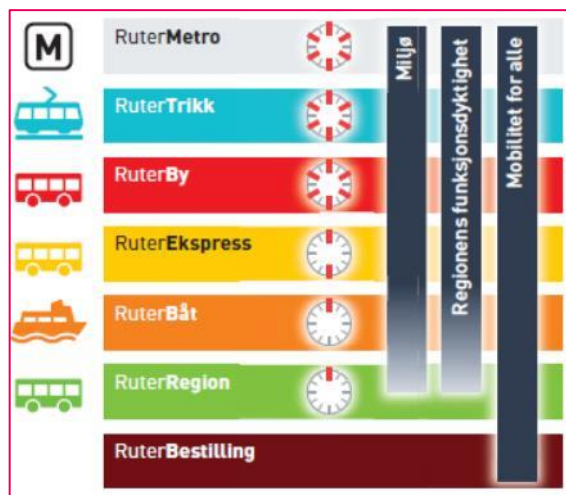 M
RuterMetro
RuterTrikk
RuterBy
RuterEkspress
RuterBåt
RuterRegion
RuterBestilling
Miljø
Regionens funksjonsdyktighet
Mobilitet for alle